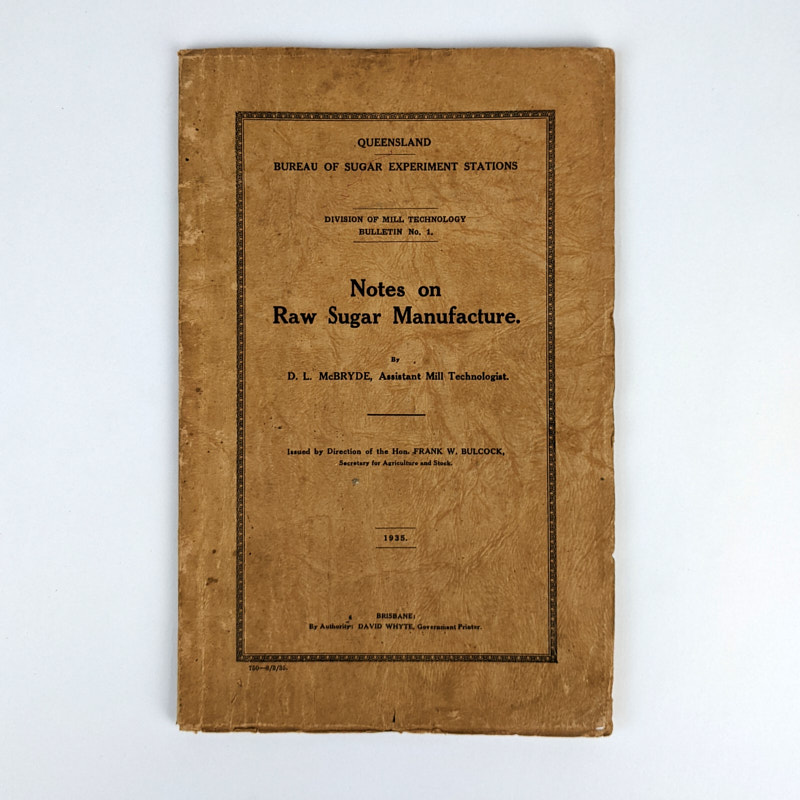 QUEENSLAND
BUREAU OF SUGAR EXPERIMENT STATIONS
DIVISION OF MILL TECHNOLOGY
BULLETIN No. 1.
Notes on
Raw Sugar Manufacture.
By
D. L. McBRYDE, Assistant Mill Technologist.
Issued by Direction of the Hon. FRANK W. BULCOCK,
Secretary for Agriculture and Stock.
1935.
BRISBANE:
By Authority: DAVID WHYTE, Government Printer.